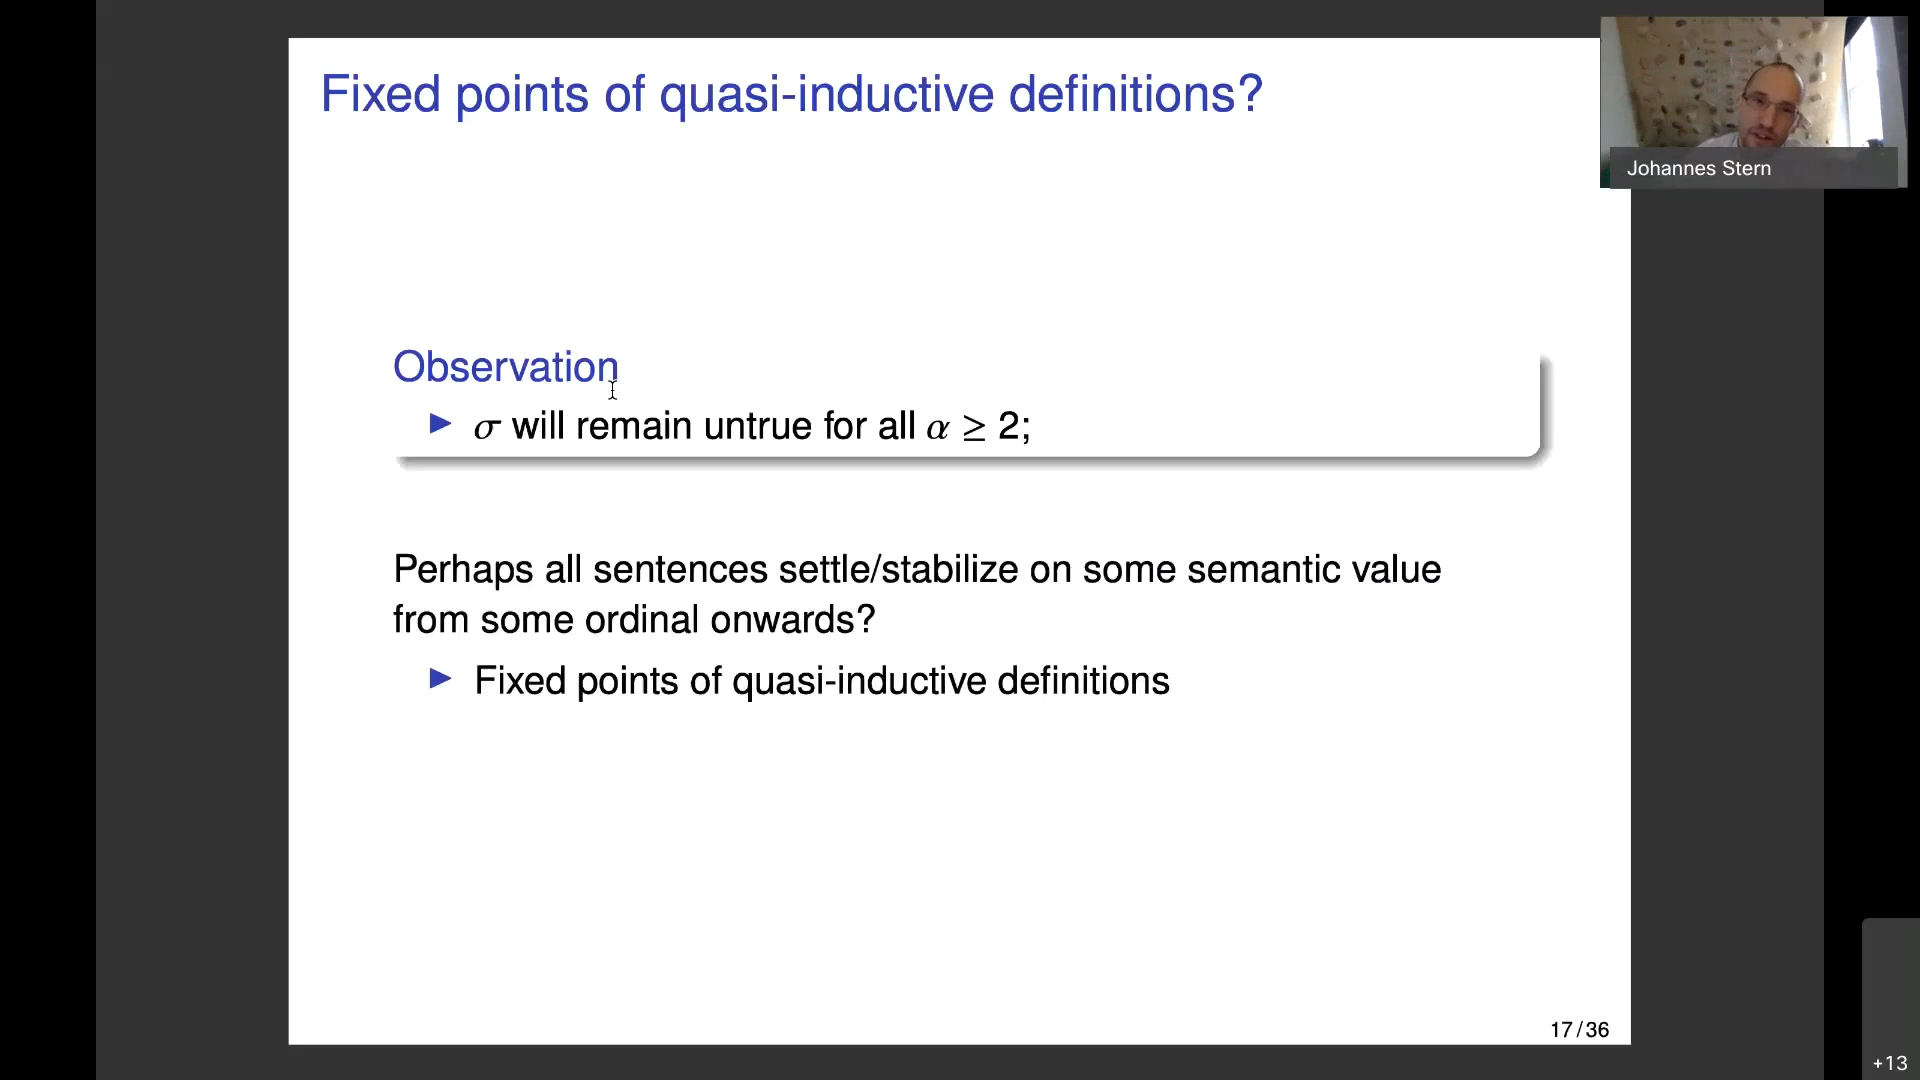 Fixed points of quasi-inductive definitions?
Johannes Stern
Observation
▶ σ will remain untrue for all α ≥ 2;
Perhaps all sentences settle/stabilize on some semantic value
from some ordinal onwards?
▶ Fixed points of quasi-inductive definitions
17 / 36
+13